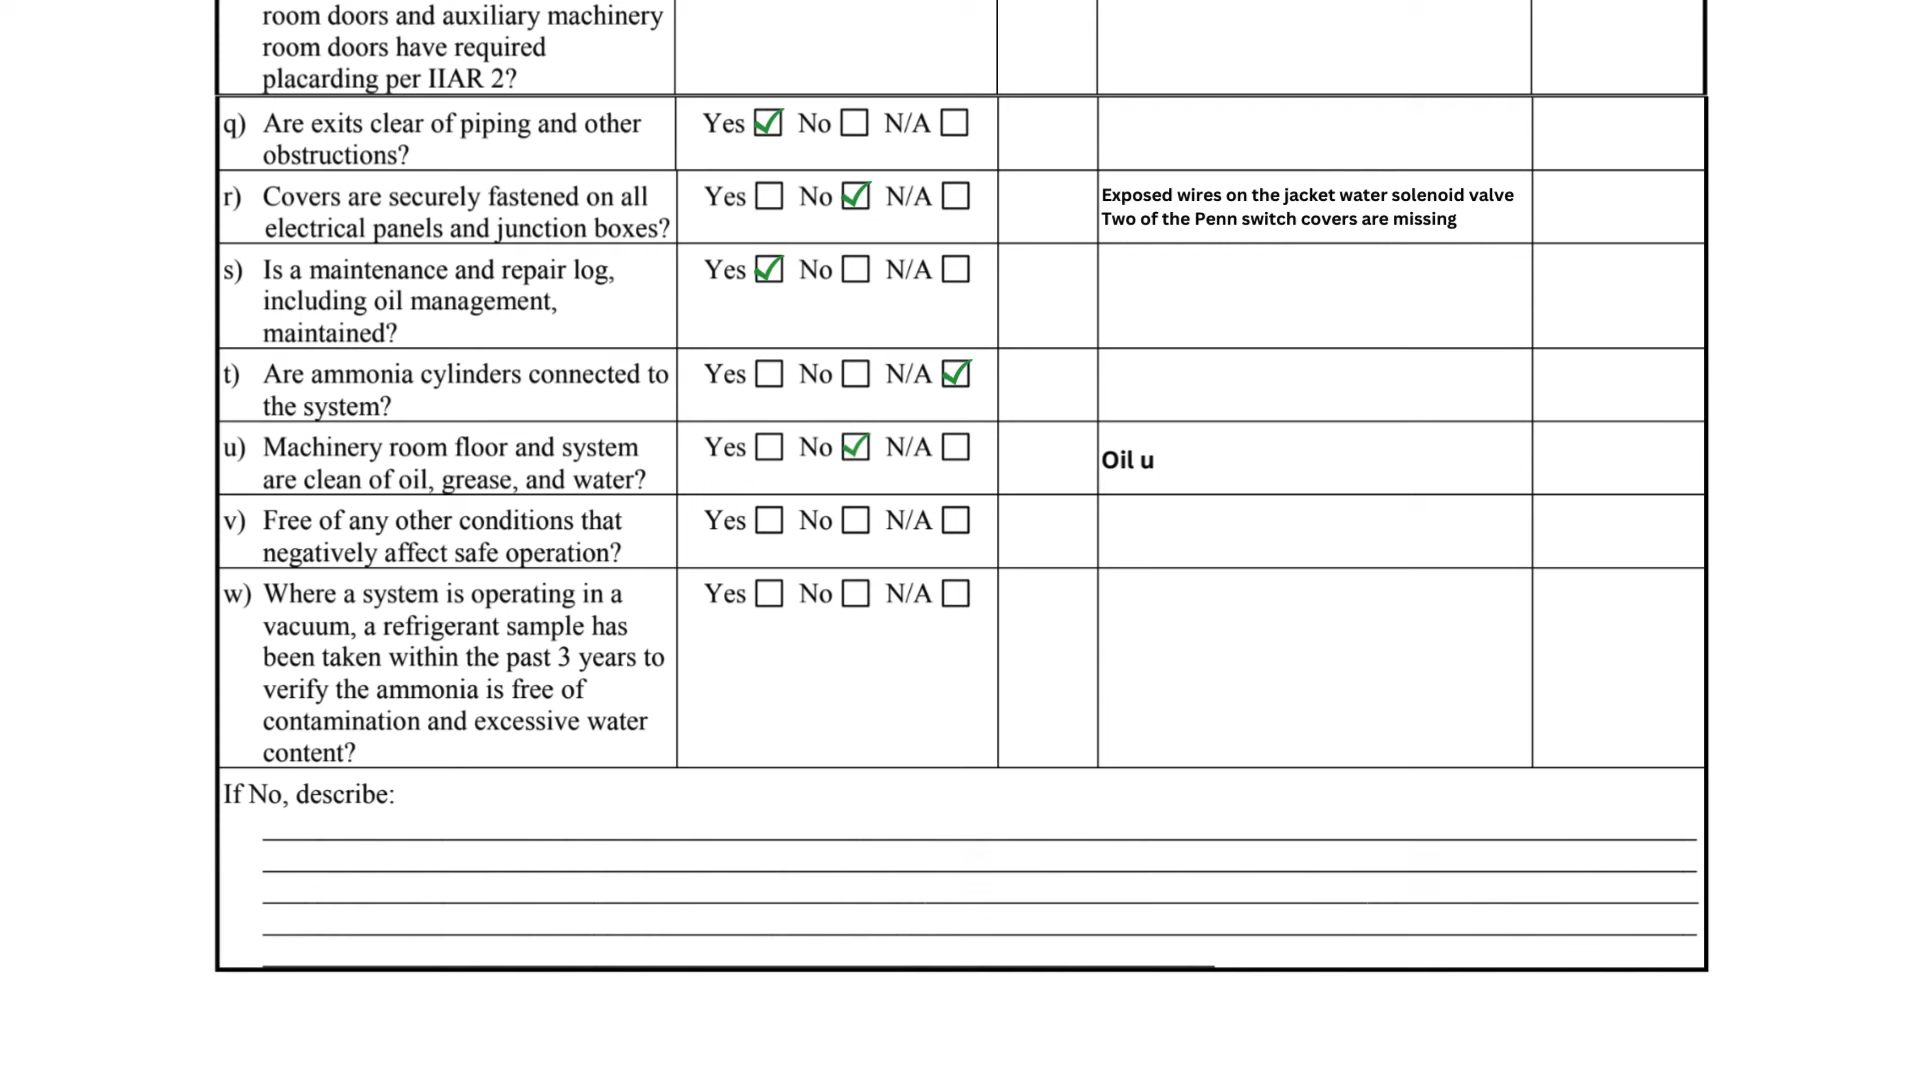 room doors and auxiliary machinery
room doors have required
placarding per IIAR 2?
q) Are exits clear of piping and other
obstructions?
Yes No N/A
r) Covers are securely fastened on all
electrical panels and junction boxes?
Yes No N/A
Exposed wires on the jacket water solenoid valve
Two of the Penn switch covers are missing
s) Is a maintenance and repair log,
including oil management,
maintained?
Yes No N/A
t) Are ammonia cylinders connected to
the system?
Yes No N/A
u) Machinery room floor and system
are clean of oil, grease, and water?
Yes No N/A
Oil u
v) Free of any other conditions that
negatively affect safe operation?
Yes No N/A
w) Where a system is operating in a
vacuum, a refrigerant sample has
been taken within the past 3 years to
verify the ammonia is free of
contamination and excessive water
content?
Yes No N/A
If No, describe: